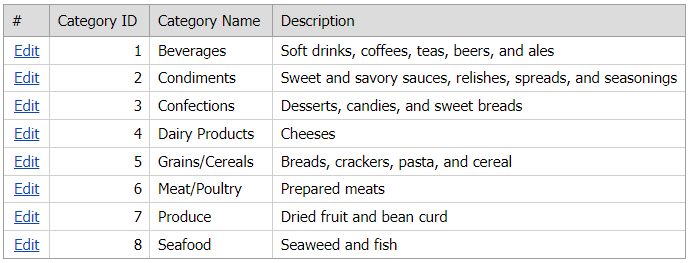 # Category ID Category Name Description
Edit 1 Beverages Soft drinks, coffees, teas, beers, and ales
Edit 2 Condiments Sweet and savory sauces, relishes, spreads, and seasonings
Edit 3 Confections Desserts, candies, and sweet breads
Edit 4 Dairy Products Cheeses
Edit 5 Grains/Cereals Breads, crackers, pasta, and cereal
Edit 6 Meat/Poultry Prepared meats
Edit 7 Produce Dried fruit and bean curd
Edit 8 Seafood Seaweed and fish